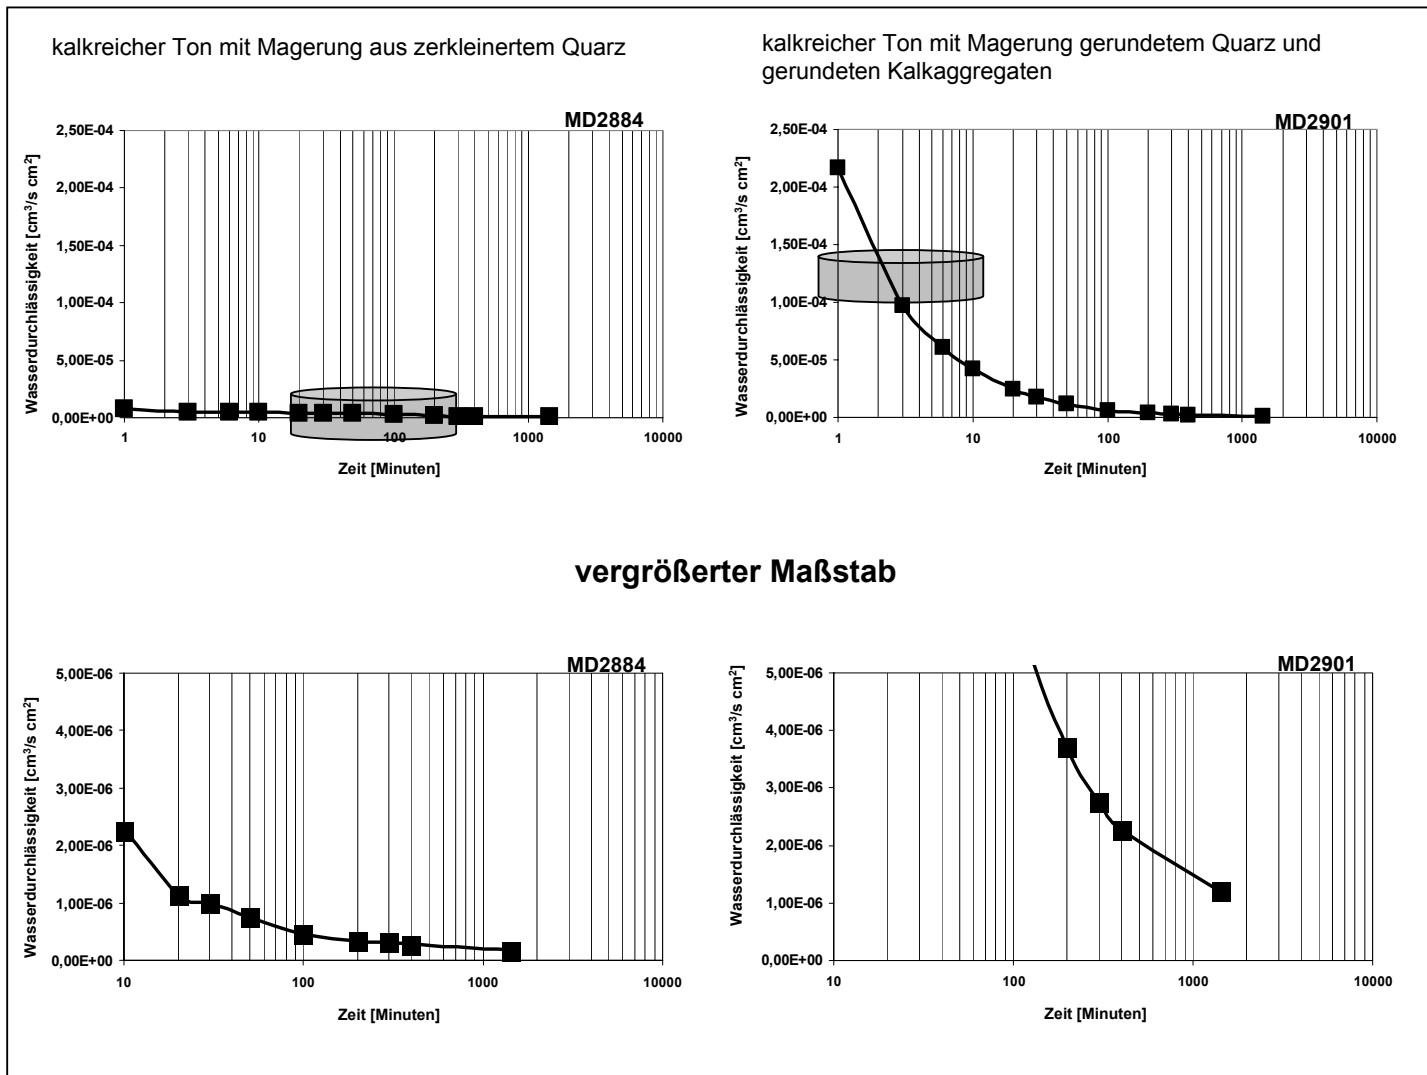 kalkreicher Ton mit Magerung aus zerkleinertem Quarz
kalkreicher Ton mit Magerung gerundetem Quarz und
gerundeten Kalkaggregaten
MD2884
Wasserdurchlässigkeit [cm³/s cm²]
2,50E-04
2,00E-04
1,50E-04
1,00E-04
5,00E-05
0,00E+00
1 10 100 1000 10000
Zeit [Minuten]
MD2901
Wasserdurchlässigkeit [cm³/s cm²]
2,50E-04
2,00E-04
1,50E-04
1,00E-04
5,00E-05
0,00E+00
1 10 100 1000 10000
Zeit [Minuten]
vergrößerter Maßstab
MD2884
Wasserdurchlässigkeit [cm³/s cm²]
5,00E-06
4,00E-06
3,00E-06
2,00E-06
1,00E-06
0,00E+00
10 100 1000 10000
Zeit [Minuten]
MD2901
Wasserdurchlässigkeit [cm³/s cm²]
5,00E-06
4,00E-06
3,00E-06
2,00E-06
1,00E-06
0,00E+00
10 100 1000 10000
Zeit [Minuten]